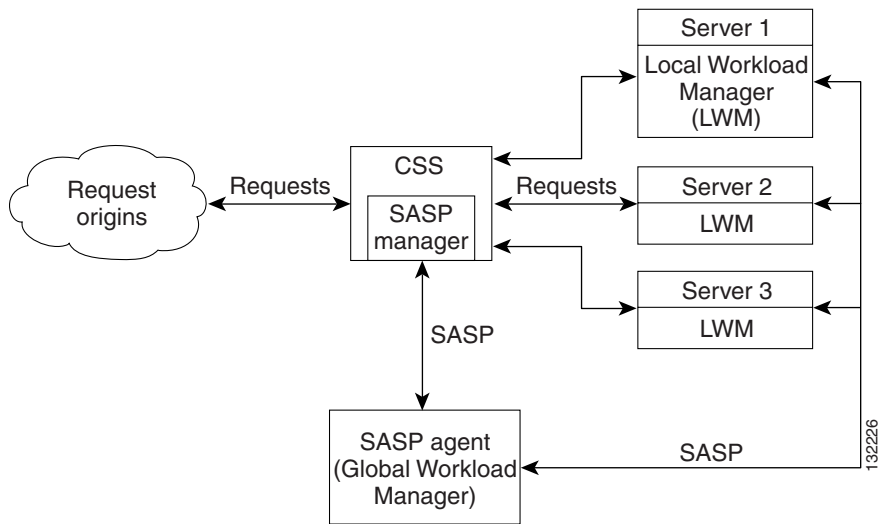 Server 1
Local Workload
Manager
(LWM)
CSS
Request
origins
Requests
SASP
manager
Requests
Server 2
LWM
Server 3
LWM
SASP
SASP agent
(Global Workload
Manager)
SASP
132226